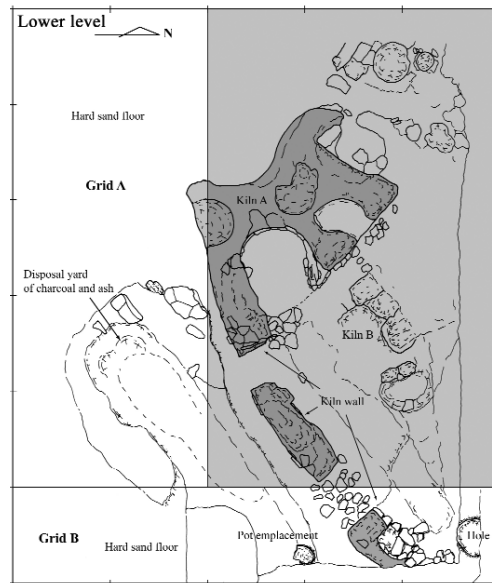 Lower level
N
Hard sand floor
Grid A
Kiln A
Disposal yard
of charcoal and ash
Kiln B
Kiln wall
Grid B
Hard sand floor
Pot emplacement
Hole